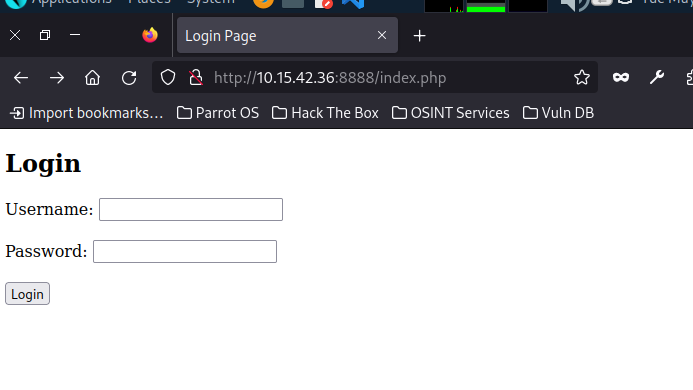 Applications Places System
Login Page
http://10.15.42.36:8888/index.php
Import bookmarks... Parrot OS Hack The Box OSINT Services Vuln DB
Login
Username:
Password:
Login